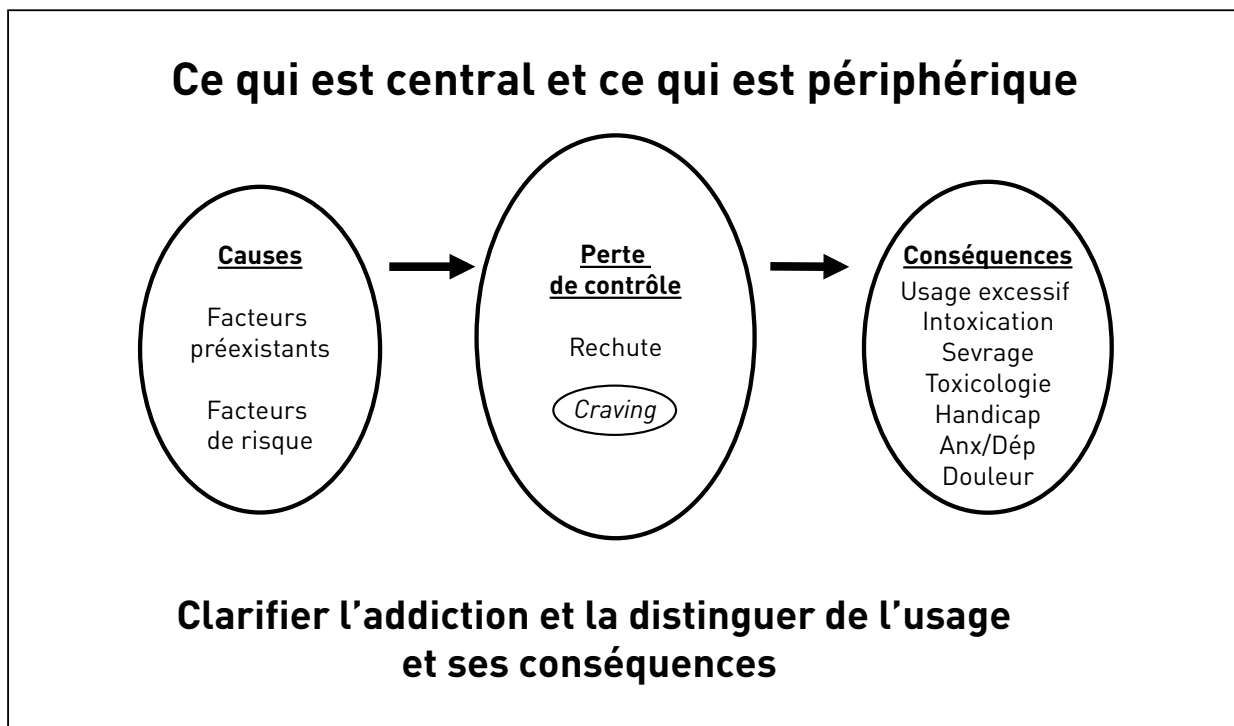 Ce qui est central et ce qui est périphérique
Causes
Facteurs
préexistants
Facteurs
de risque
Perte
de contrôle
Rechute
Craving
Conséquences
Usage excessif
Intoxication
Sevrage
Toxicologie
Handicap
Anx/Dép
Douleur
Clarifier l’addiction et la distinguer de l’usage
et ses conséquences